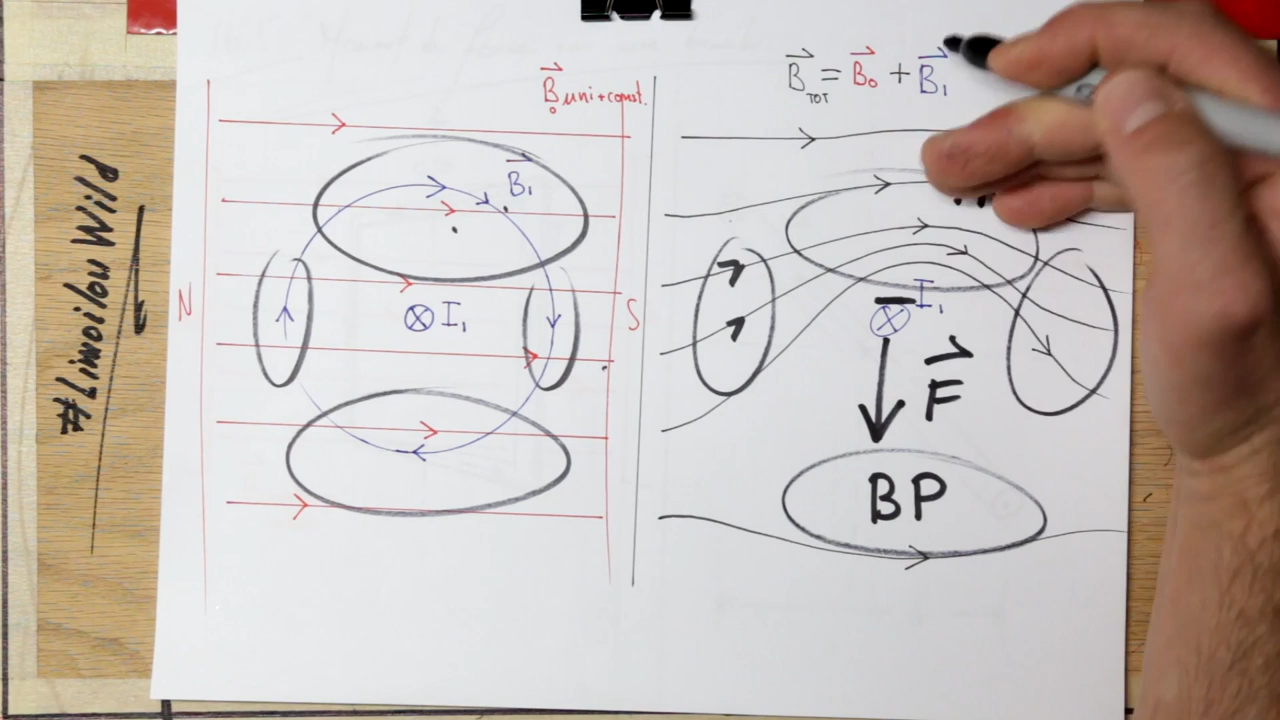 #Limoilou Wild
B₀ uni+const.
B₁
N
I₁
S
B_TOT = B₀ + B₁
I₁
F
BP